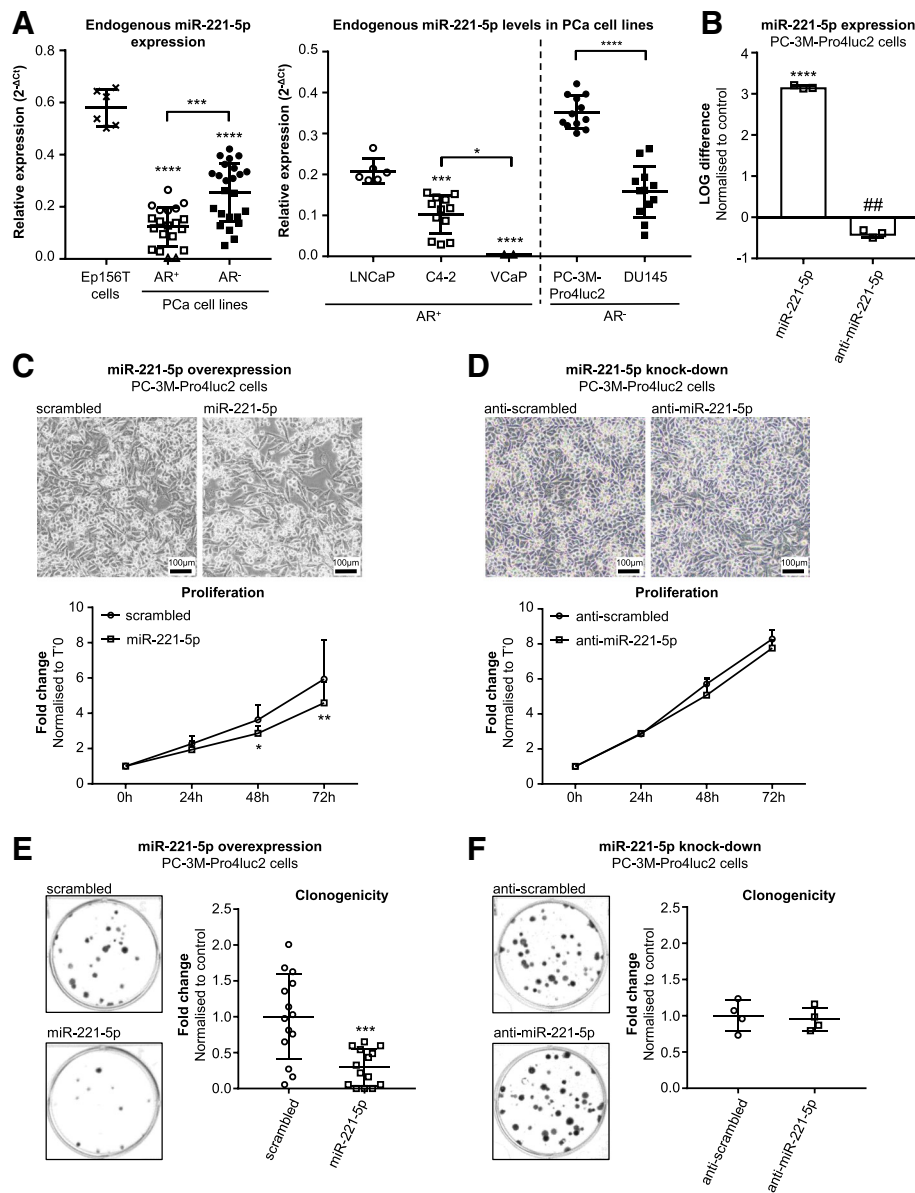 A
Endogenous miR-221-5p
expression
Relative expression (2-ΔCt)
0.8
0.6
0.4
0.2
0.0
****
***
****
Ep156T
cells
AR+
AR-
PCa cell lines
Endogenous miR-221-5p levels in PCa cell lines
Relative expression (2-ΔCt)
0.5
0.4
0.3
0.2
0.1
0.0
***
*
****
****
LNCaP
C4-2
VCaP
PC-3M-
Pro4luc2
DU145
AR+
AR-
B
miR-221-5p expression
PC-3M-Pro4luc2 cells
LOG difference
Normalised to control
4
3
2
1
0
-1
****
##
miR-221-5p
anti-miR-221-5p
C
miR-221-5p overexpression
PC-3M-Pro4luc2 cells
scrambled
miR-221-5p
100µm
100µm
Proliferation
scrambled
miR-221-5p
Fold change
Normalised to T'0
10
8
6
4
2
0
*
**
0h
24h
48h
72h
D
miR-221-5p knock-down
PC-3M-Pro4luc2 cells
anti-scrambled
anti-miR-221-5p
100µm
100µm
Proliferation
anti-scrambled
anti-miR-221-5p
Fold change
Normalised to T'0
10
8
6
4
2
0
0h
24h
48h
72h
E
miR-221-5p overexpression
PC-3M-Pro4luc2 cells
scrambled
miR-221-5p
Clonogenicity
Fold change
Normalised to control
2.5
2.0
1.5
1.0
0.5
0.0
***
scrambled
miR-221-5p
F
miR-221-5p knock-down
PC-3M-Pro4luc2 cells
anti-scrambled
anti-miR-221-5p
Clonogenicity
Fold change
Normalised to control
2.5
2.0
1.5
1.0
0.5
0.0
anti-scrambled
anti-miR-221-5p